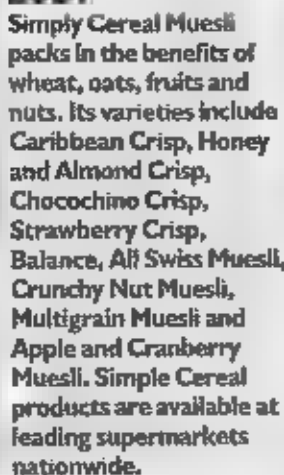 Simply Cereal Muesli
packs in the benefits of
wheat, oats, fruits and
nuts. Its varieties include
Caribbean Crisp, Honey
and Almond Crisp,
Chocochino Crisp,
Strawberry Crisp,
Balance, All Swiss Muesli,
Crunchy Nut Muesli,
Multigrain Muesli and
Apple and Cranberry
Muesli. Simple Cereal
products are available at
leading supermarkets
nationwide.